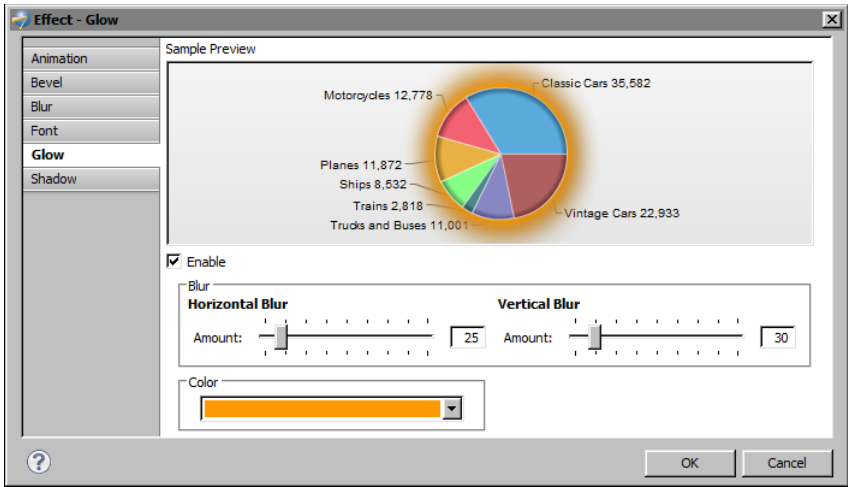 Effect - Glow
Animation
Bevel
Blur
Font
Glow
Shadow
Sample Preview
Classic Cars 35,582
Motorcycles 12,778
Planes 11,872
Ships 8,532
Trains 2,818
Trucks and Buses 11,001
Vintage Cars 22,933
Enable
Blur
Horizontal Blur
Amount: 25
Vertical Blur
Amount: 30
Color
?
OK
Cancel